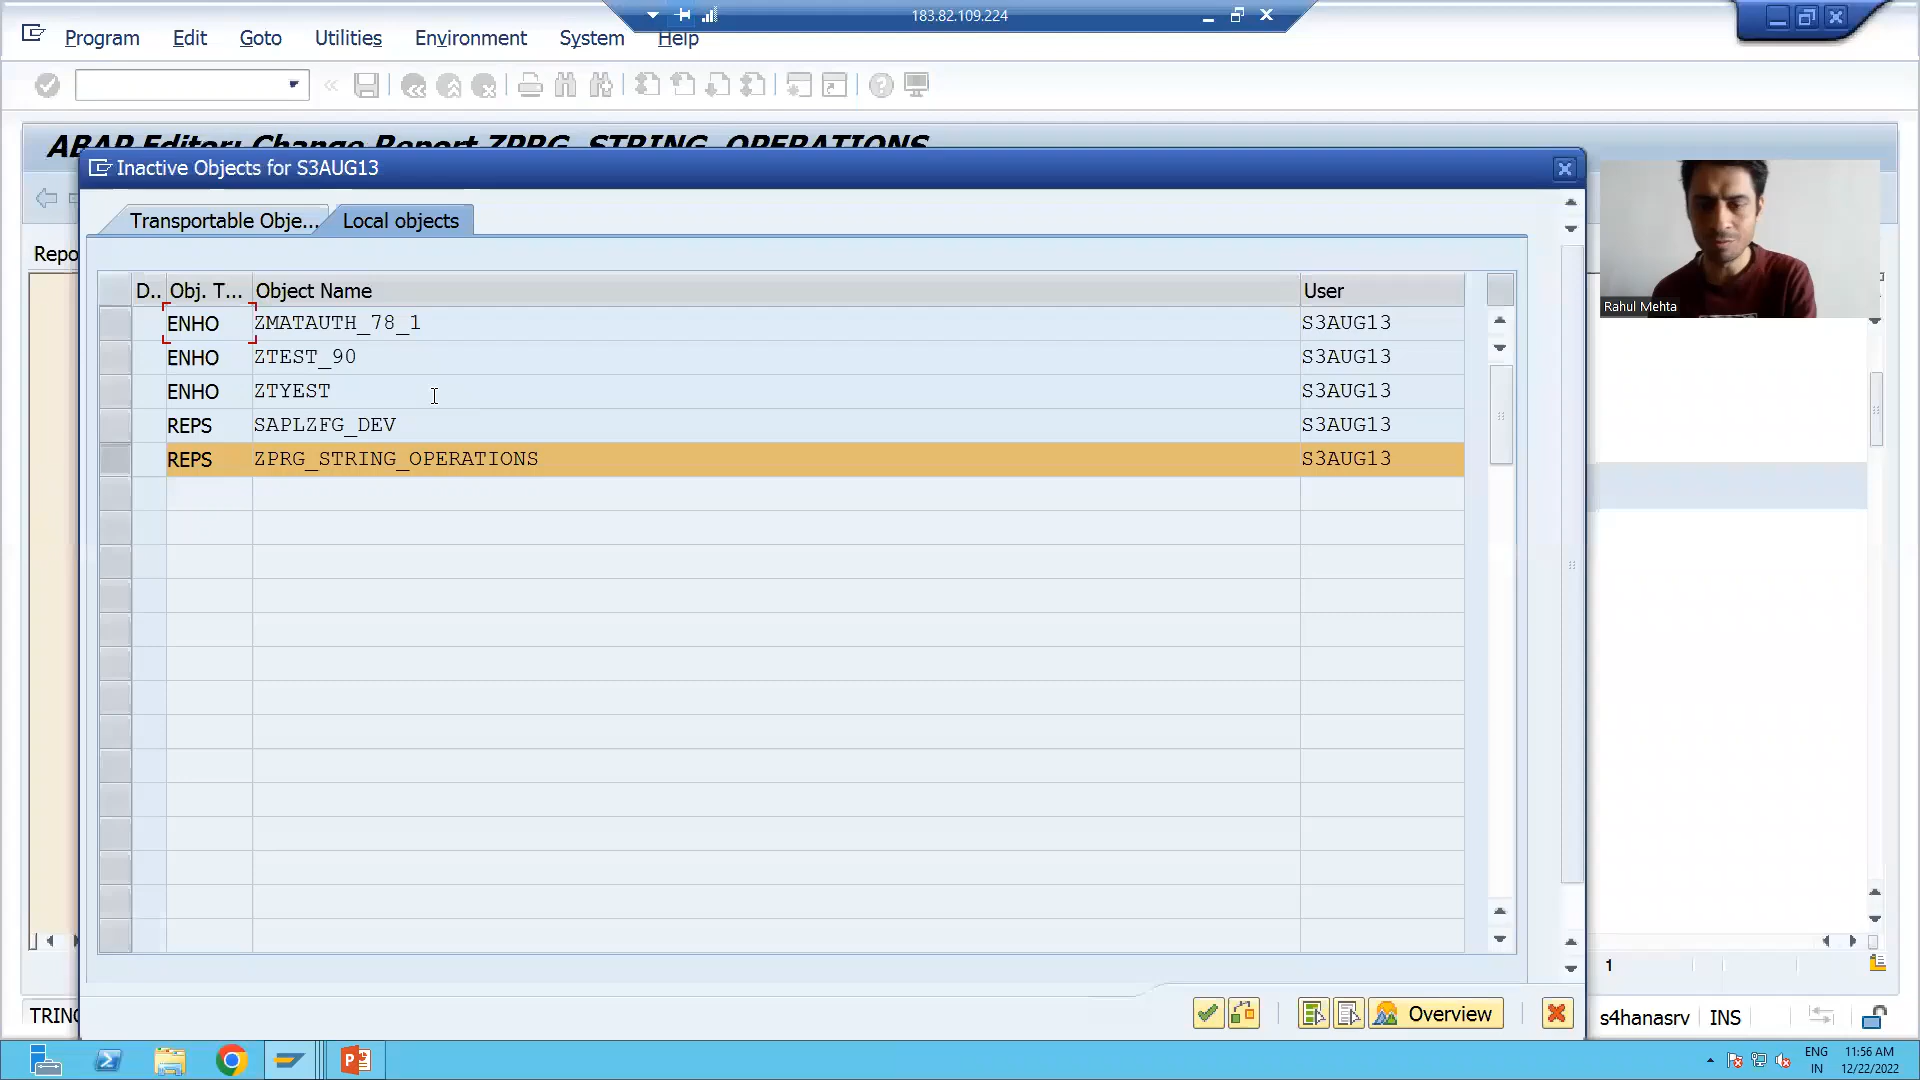 183.82.109.224
Program Edit Goto Utilities Environment System Help
ABAP Editor: Change Report ZPRG_STRING_OPERATIONS
Inactive Objects for S3AUG13
Transportable Obje... Local objects
Repo
D.. Obj. T... Object Name User
ENHO ZMATAUTH_78_1 S3AUG13
ENHO ZTEST_90 S3AUG13
ENHO ZTYEST S3AUG13
REPS SAPLZFG_DEV S3AUG13
REPS ZPRG_STRING_OPERATIONS S3AUG13
Rahul Mehta
1
Overview
s4hanasrv INS
ENG 11:56 AM
IN 12/22/2022